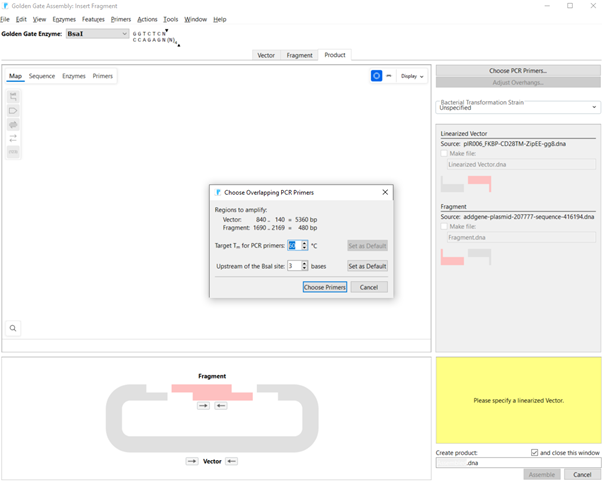 Golden Gate Assembly: Insert Fragment
File Edit View Enzymes Features Primers Actions Tools Window Help
Golden Gate Enzyme: BsaI
GGTCTCN
CCAGAGN(N)4
Vector Fragment Product
Map Sequence Enzymes Primers
Display
Choose PCR Primers...
Adjust Overhangs...
Bacterial Transformation Strain
Unspecified
Linearized Vector
Source: pIR006_FKBP-CD28TM-ZipEE-gg8.dna
Make file:
Linearized Vector.dna
Fragment
Source: addgene-plasmid-207777-sequence-416194.dna
Make file:
Fragment.dna
Choose Overlapping PCR Primers
Regions to amplify:
Vector: 840 .. 140 = 5360 bp
Fragment: 1690 .. 2169 = 480 bp
Target Tm for PCR primers: 60 °C Set as Default
Upstream of the BsaI site: 3 bases Set as Default
Choose Primers Cancel
Fragment
Vector
Please specify a linearized Vector.
Create product: and close this window
.dna
Assemble Cancel